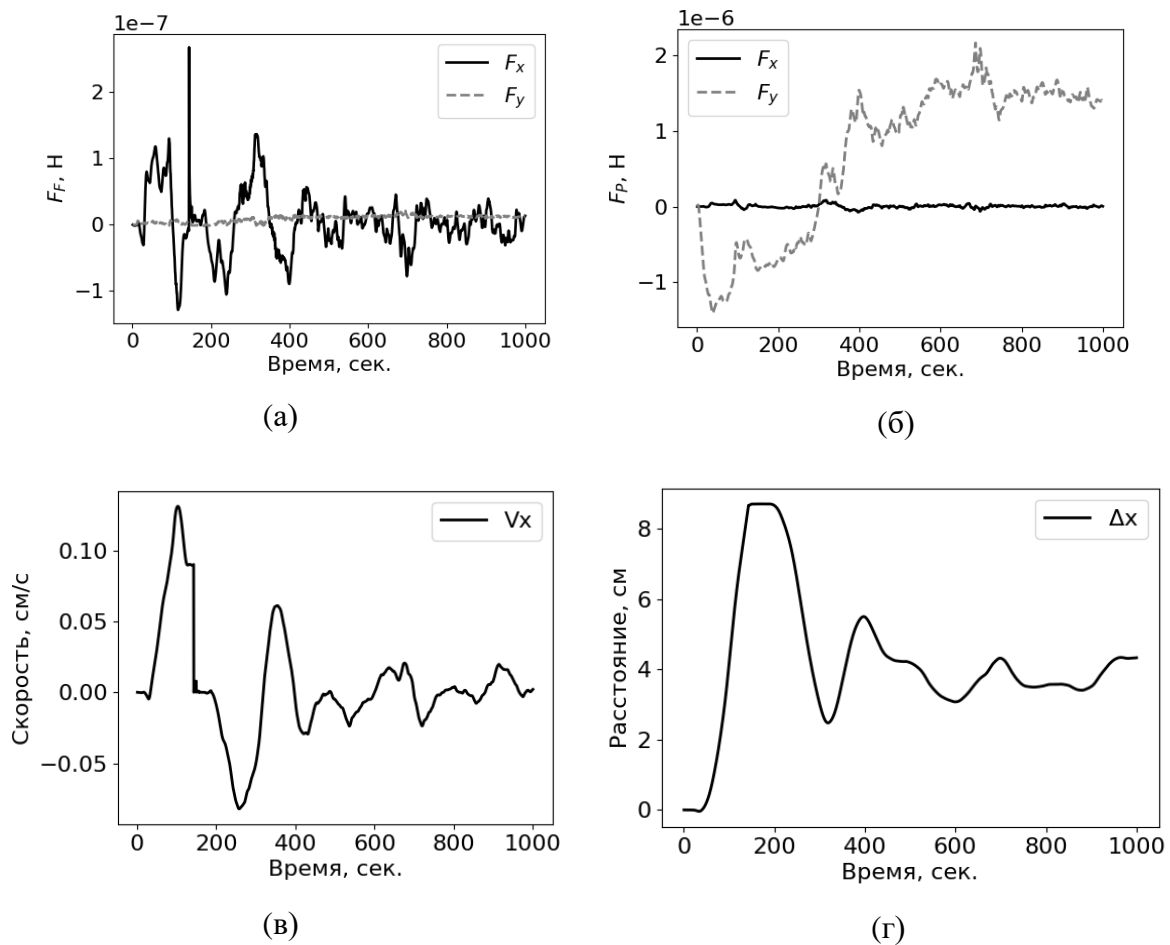 1e−7
F_F, Н
2
1
0
−1
F_x
F_y
0 200 400 600 800 1000
Время, сек.
(а)
1e−6
F_P, Н
2
1
0
−1
F_x
F_y
0 200 400 600 800 1000
Время, сек.
(б)
Скорость, см/с
0.10
0.05
0.00
−0.05
Vx
0 200 400 600 800 1000
Время, сек.
(в)
Расстояние, см
8
6
4
2
0
Δx
0 200 400 600 800 1000
Время, сек.
(г)